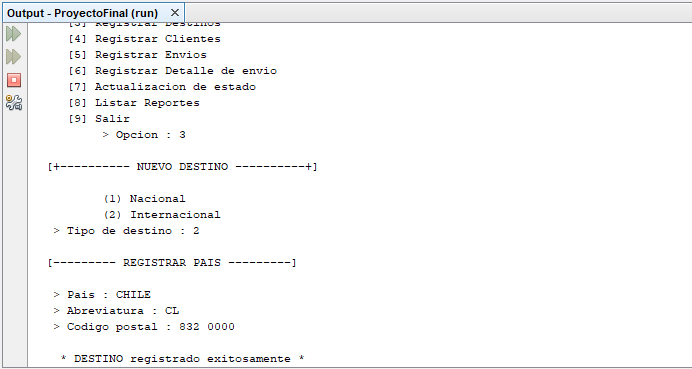 Output - ProyectoFinal (run) ×
[3] Registrar Destinos
[4] Registrar Clientes
[5] Registrar Envios
[6] Registrar Detalle de envio
[7] Actualizacion de estado
[8] Listar Reportes
[9] Salir
> Opcion : 3
[+---------- NUEVO DESTINO ----------+]
(1) Nacional
(2) Internacional
> Tipo de destino : 2
[--------- REGISTRAR PAIS ---------]
> Pais : CHILE
> Abreviatura : CL
> Codigo postal : 832 0000
* DESTINO registrado exitosamente *